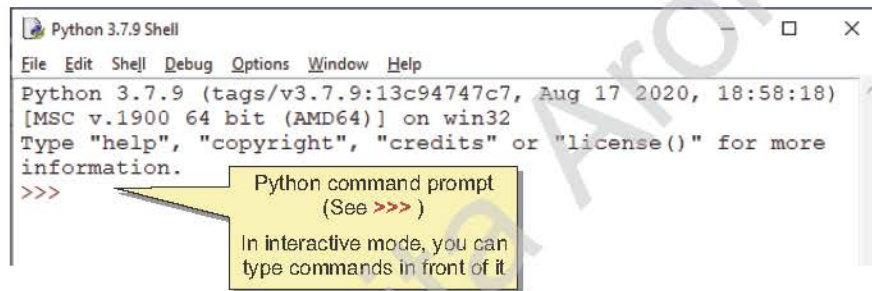 Python 3.7.9 Shell
File Edit Shell Debug Options Window Help
Python 3.7.9 (tags/v3.7.9:13c94747c7, Aug 17 2020, 18:58:18)
[MSC v.1900 64 bit (AMD64)] on win32
Type "help", "copyright", "credits" or "license()" for more
information.
>>>
Python command prompt
(See >>> )
In interactive mode, you can
type commands in front of it